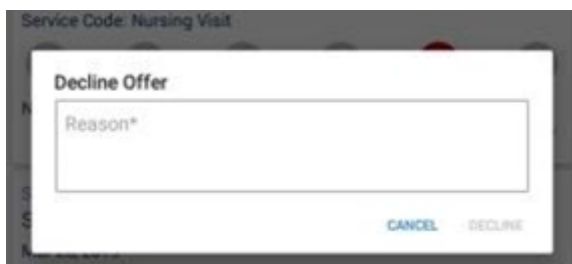 Service Code: Nursing Visit
Decline Offer
Reason*
CANCEL DECLINE